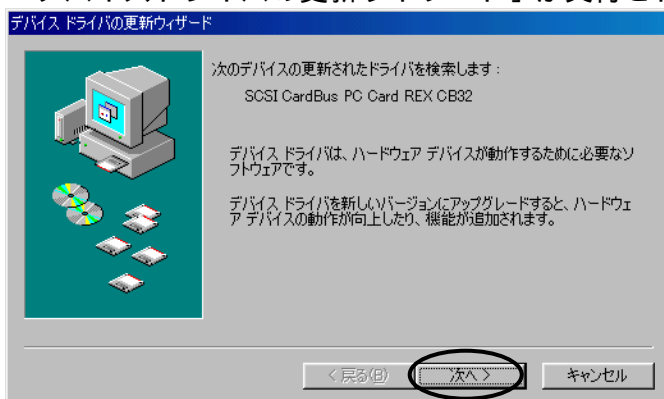 デバイス ドライバの更新ウィザード
次のデバイスの更新されたドライバを検索します:
SCSI CardBus PC Card REX CB32
デバイス ドライバは、ハードウェア デバイスが動作するために必要なソ
フトウェアです。
デバイス ドライバを新しいバージョンにアップグレードすると、ハードウェ
ア デバイスの動作が向上したり、機能が追加されます。
< 戻る(B)
次へ >
キャンセル